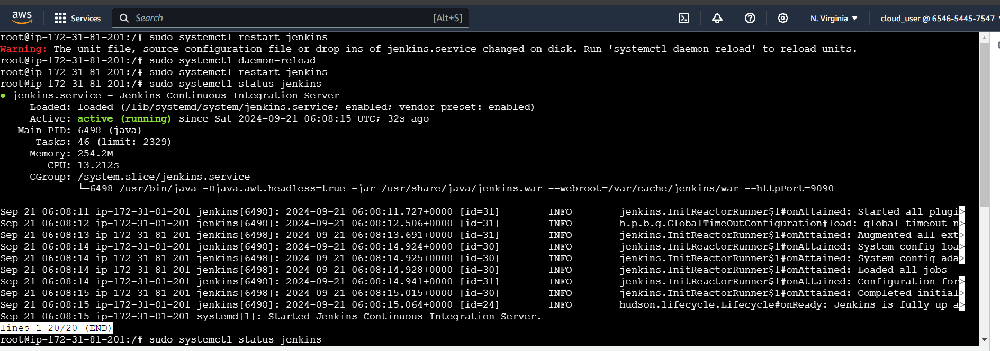 aws Services Search [Alt+S] N. Virginia ▼ cloud_user @ 6546-5445-7547
root@ip-172-31-81-201:/# sudo systemctl restart jenkins
Warning: The unit file, source configuration file or drop-ins of jenkins.service changed on disk. Run 'systemctl daemon-reload' to reload units.
root@ip-172-31-81-201:/# sudo systemctl daemon-reload
root@ip-172-31-81-201:/# sudo systemctl restart jenkins
root@ip-172-31-81-201:/# sudo systemctl status jenkins
● jenkins.service - Jenkins Continuous Integration Server
Loaded: loaded (/lib/systemd/system/jenkins.service; enabled; vendor preset: enabled)
Active: active (running) since Sat 2024-09-21 06:08:15 UTC; 32s ago
Main PID: 6498 (java)
Tasks: 46 (limit: 2329)
Memory: 254.2M
CPU: 13.212s
CGroup: /system.slice/jenkins.service
└─6498 /usr/bin/java -Djava.awt.headless=true -jar /usr/share/java/jenkins.war --webroot=/var/cache/jenkins/war --httpPort=9090
Sep 21 06:08:11 ip-172-31-81-201 jenkins[6498]: 2024-09-21 06:08:11.727+0000 [id=31] INFO jenkins.InitReactorRunner$1#onAttained: Started all plugi>
Sep 21 06:08:12 ip-172-31-81-201 jenkins[6498]: 2024-09-21 06:08:12.506+0000 [id=31] INFO h.p.b.g.GlobalTimeOutConfiguration#load: global timeout n>
Sep 21 06:08:13 ip-172-31-81-201 jenkins[6498]: 2024-09-21 06:08:13.691+0000 [id=31] INFO jenkins.InitReactorRunner$1#onAttained: Augmented all ext>
Sep 21 06:08:14 ip-172-31-81-201 jenkins[6498]: 2024-09-21 06:08:14.924+0000 [id=30] INFO jenkins.InitReactorRunner$1#onAttained: System config loa>
Sep 21 06:08:14 ip-172-31-81-201 jenkins[6498]: 2024-09-21 06:08:14.925+0000 [id=30] INFO jenkins.InitReactorRunner$1#onAttained: System config ada>
Sep 21 06:08:14 ip-172-31-81-201 jenkins[6498]: 2024-09-21 06:08:14.928+0000 [id=30] INFO jenkins.InitReactorRunner$1#onAttained: Loaded all jobs
Sep 21 06:08:14 ip-172-31-81-201 jenkins[6498]: 2024-09-21 06:08:14.941+0000 [id=31] INFO jenkins.InitReactorRunner$1#onAttained: Configuration for>
Sep 21 06:08:15 ip-172-31-81-201 jenkins[6498]: 2024-09-21 06:08:15.015+0000 [id=30] INFO jenkins.InitReactorRunner$1#onAttained: Completed initial>
Sep 21 06:08:15 ip-172-31-81-201 jenkins[6498]: 2024-09-21 06:08:15.064+0000 [id=24] INFO hudson.lifecycle.Lifecycle#onReady: Jenkins is fully up a>
Sep 21 06:08:15 ip-172-31-81-201 systemd[1]: Started Jenkins Continuous Integration Server.
lines 1-20/20 (END)
root@ip-172-31-81-201:/# sudo systemctl status jenkins